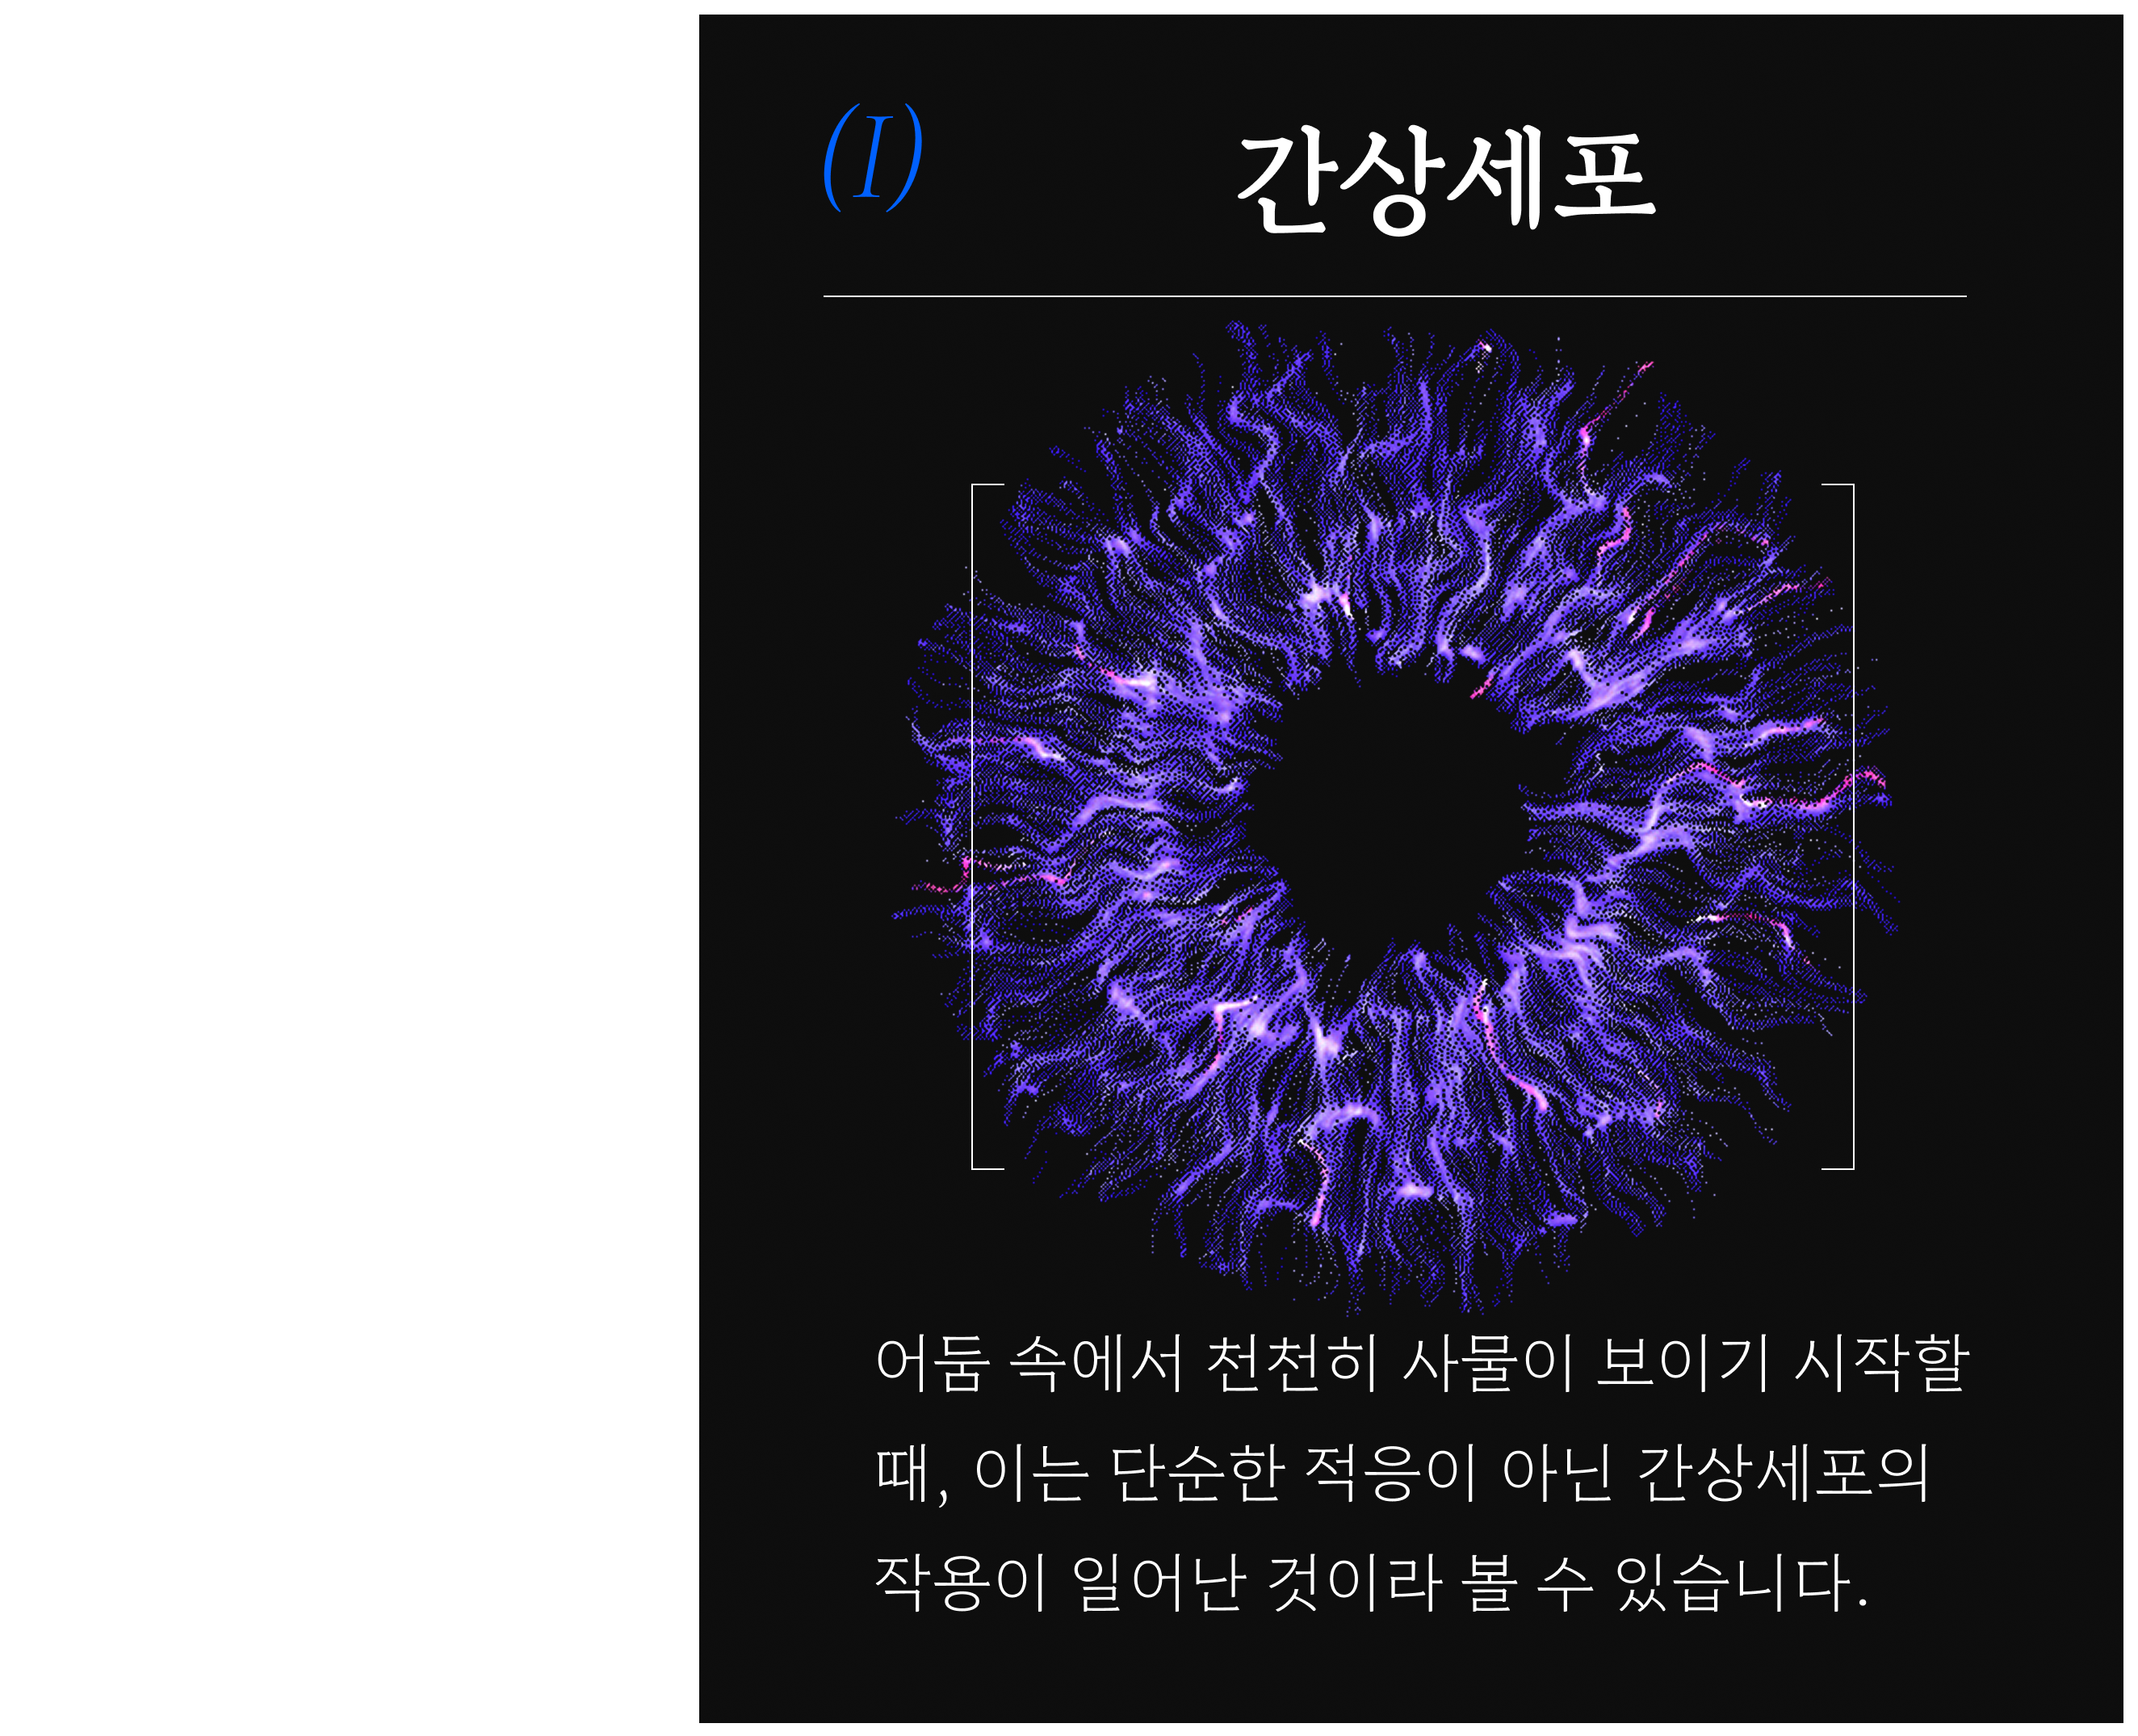 (I)
간상세포
어둠 속에서 천천히 사물이 보이기 시작할
때, 이는 단순한 적응이 아닌 간상세포의
작용이 일어난 것이라 볼 수 있습니다.